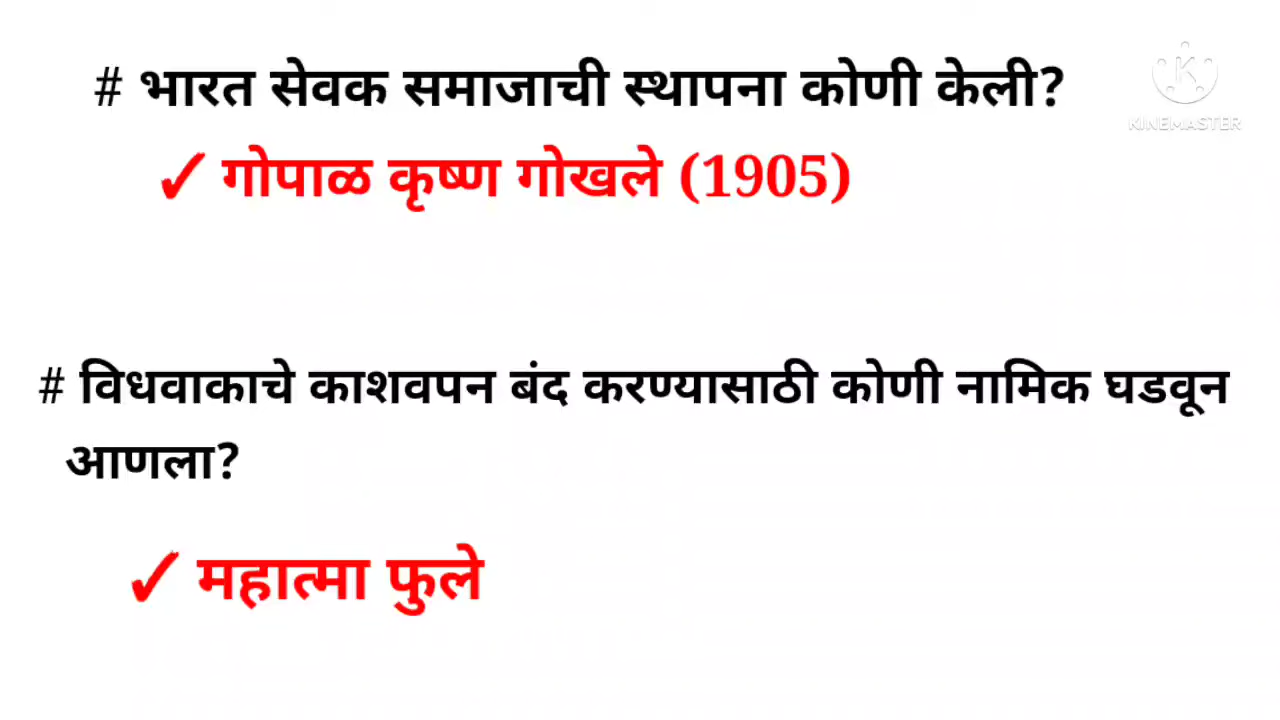 # भारत सेवक समाजाची स्थापना कोणी केली?
✓ गोपाळ कृष्ण गोखले (1905)
# विधवाकाचे काशवपन बंद करण्यासाठी कोणी नामिक घडवून
आणला?
✓ महात्मा फुले
KINEMASTER